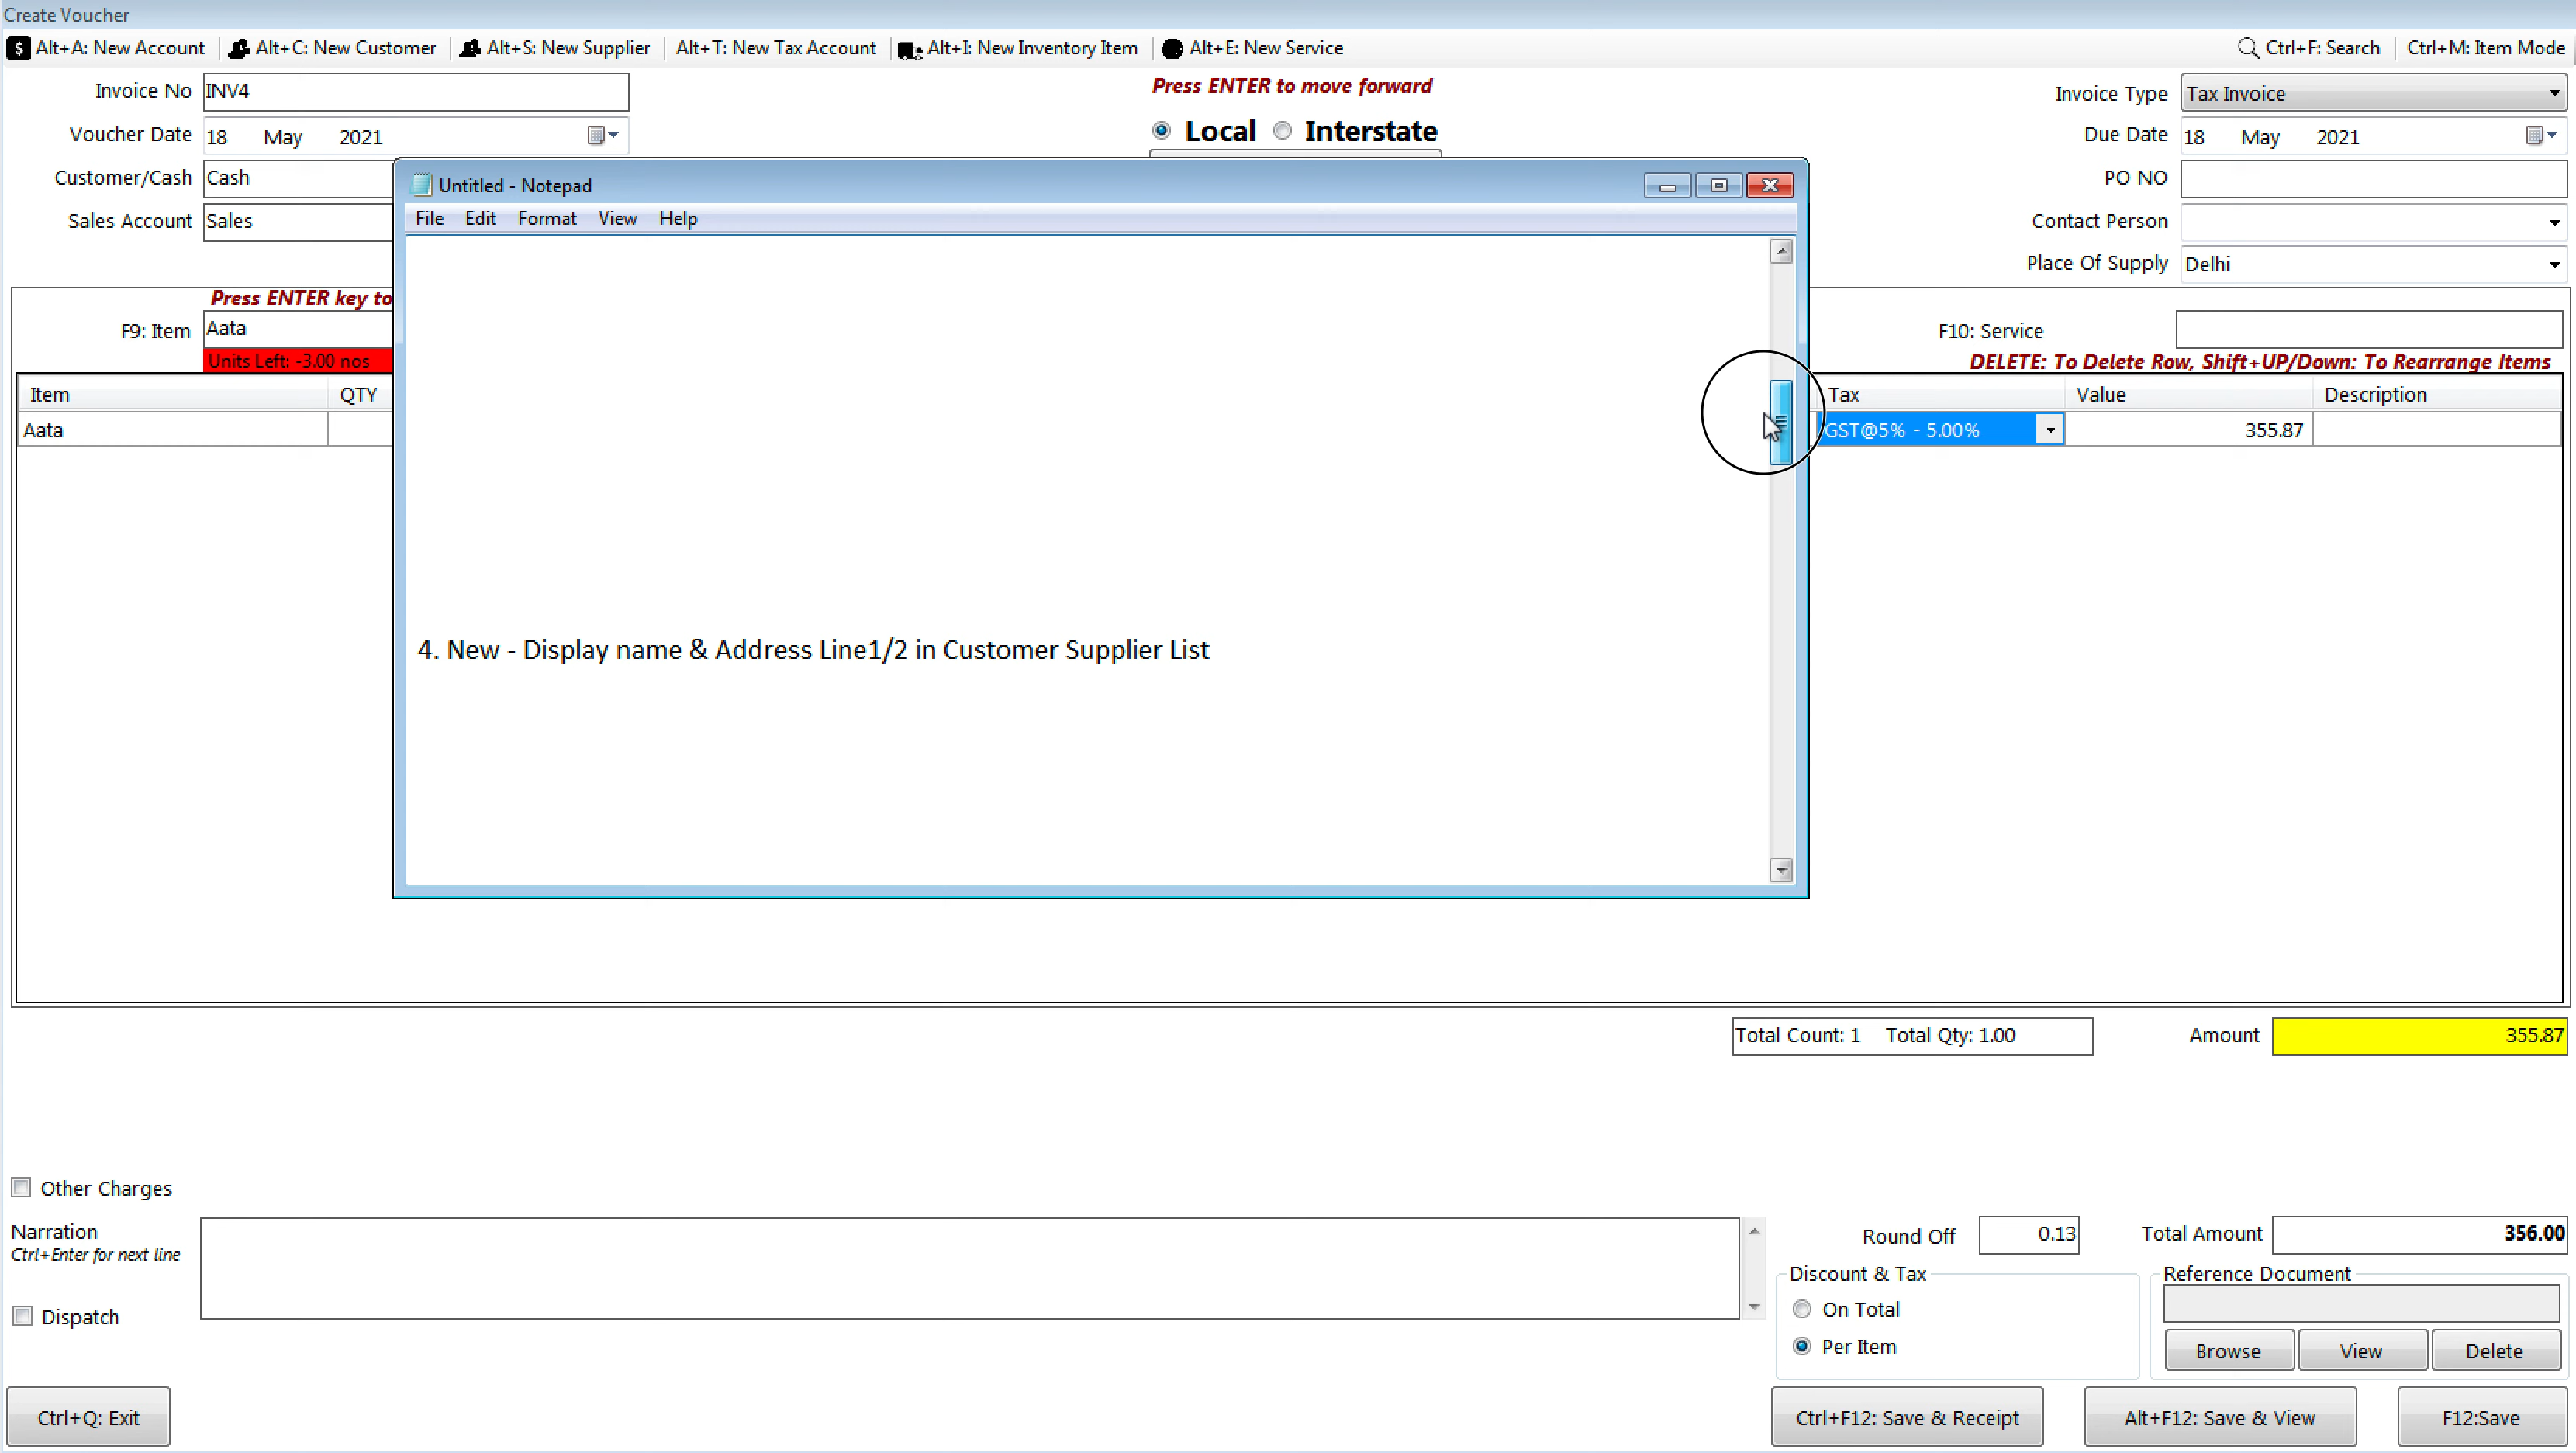 Create Voucher
$ Alt+A: New Account Alt+C: New Customer Alt+S: New Supplier Alt+T: New Tax Account Alt+I: New Inventory Item Alt+E: New Service Ctrl+F: Search Ctrl+M: Item Mode
Invoice No INV4
Press ENTER to move forward
Invoice Type Tax Invoice
Voucher Date 18 May 2021
Local Interstate
Due Date 18 May 2021
Customer/Cash Cash
PO NO
Sales Account Sales
Contact Person
Place Of Supply Delhi
Untitled - Notepad
File Edit Format View Help
4. New - Display name & Address Line1/2 in Customer Supplier List
Press ENTER key to
F9: Item Aata
F10: Service
Units Left: -3.00 nos
DELETE: To Delete Row, Shift+UP/Down: To Rearrange Items
Item QTY Tax Value Description
Aata GST@5% - 5.00% 355.87
Total Count: 1 Total Qty: 1.00 Amount 355.87
Other Charges
Narration
Ctrl+Enter for next line
Round Off 0.13 Total Amount 356.00
Discount & Tax Reference Document
On Total
Dispatch
Per Item
Browse View Delete
Ctrl+Q: Exit Ctrl+F12: Save & Receipt Alt+F12: Save & View F12:Save